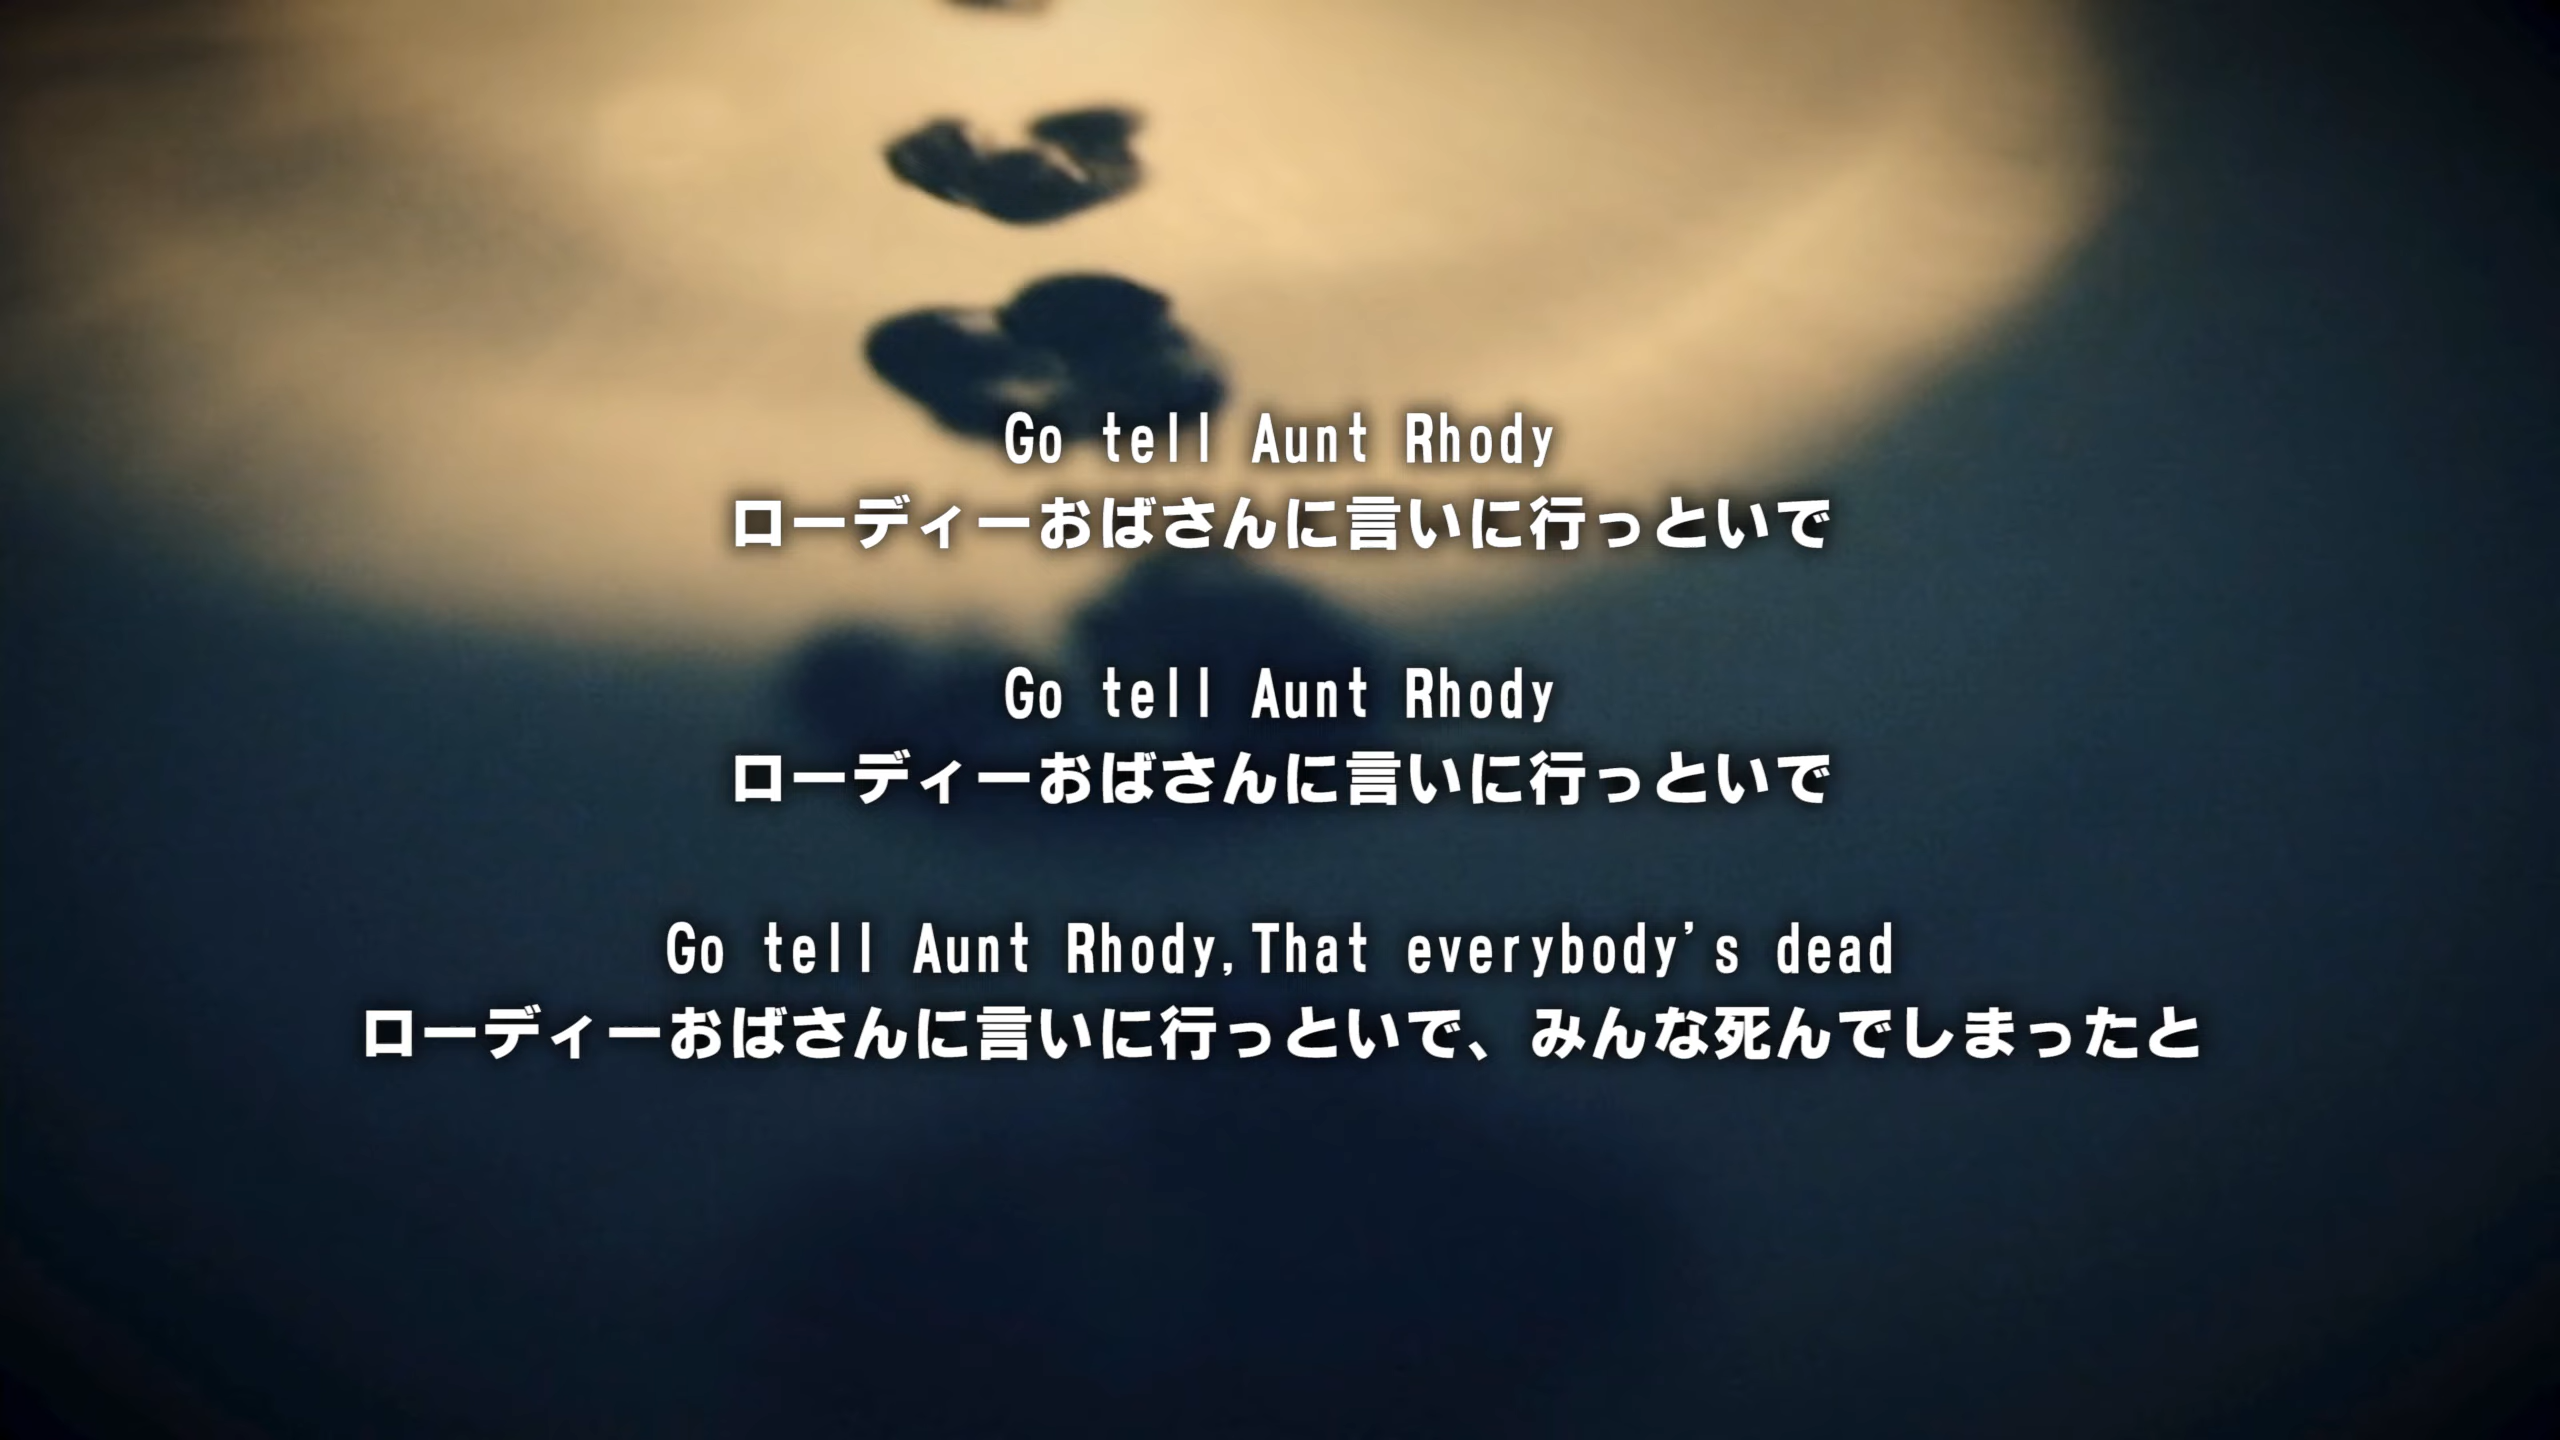 Go tell Aunt Rhody
ローディーおばさんに言いに行っといで
Go tell Aunt Rhody
ローディーおばさんに言いに行っといで
Go tell Aunt Rhody,That everybody's dead
ローディーおばさんに言いに行っといで、みんな死んでしまったと